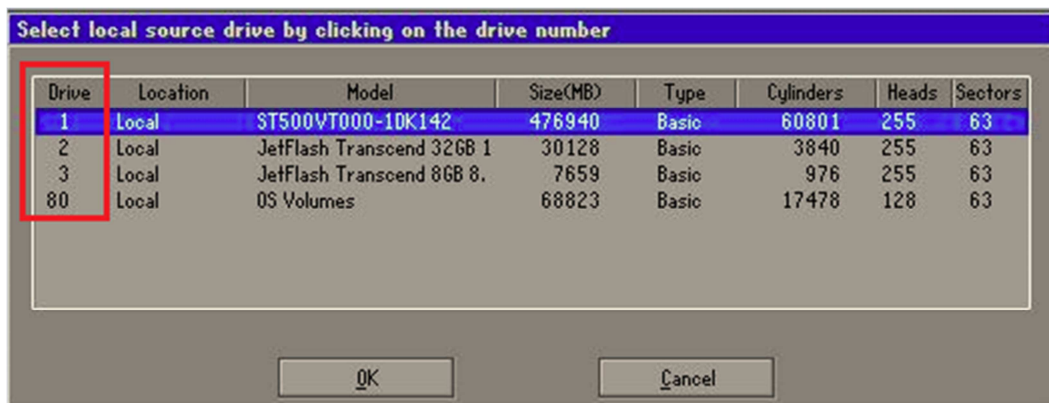 Select local source drive by clicking on the drive number
Drive Location Model Size(MB) Type Cylinders Heads Sectors
1 Local ST500VT000-1DK142 476940 Basic 60801 255 63
2 Local JetFlash Transcend 32GB 1 30128 Basic 3840 255 63
3 Local JetFlash Transcend 8GB 8. 7659 Basic 976 255 63
80 Local OS Volumes 68823 Basic 17478 128 63
OK Cancel